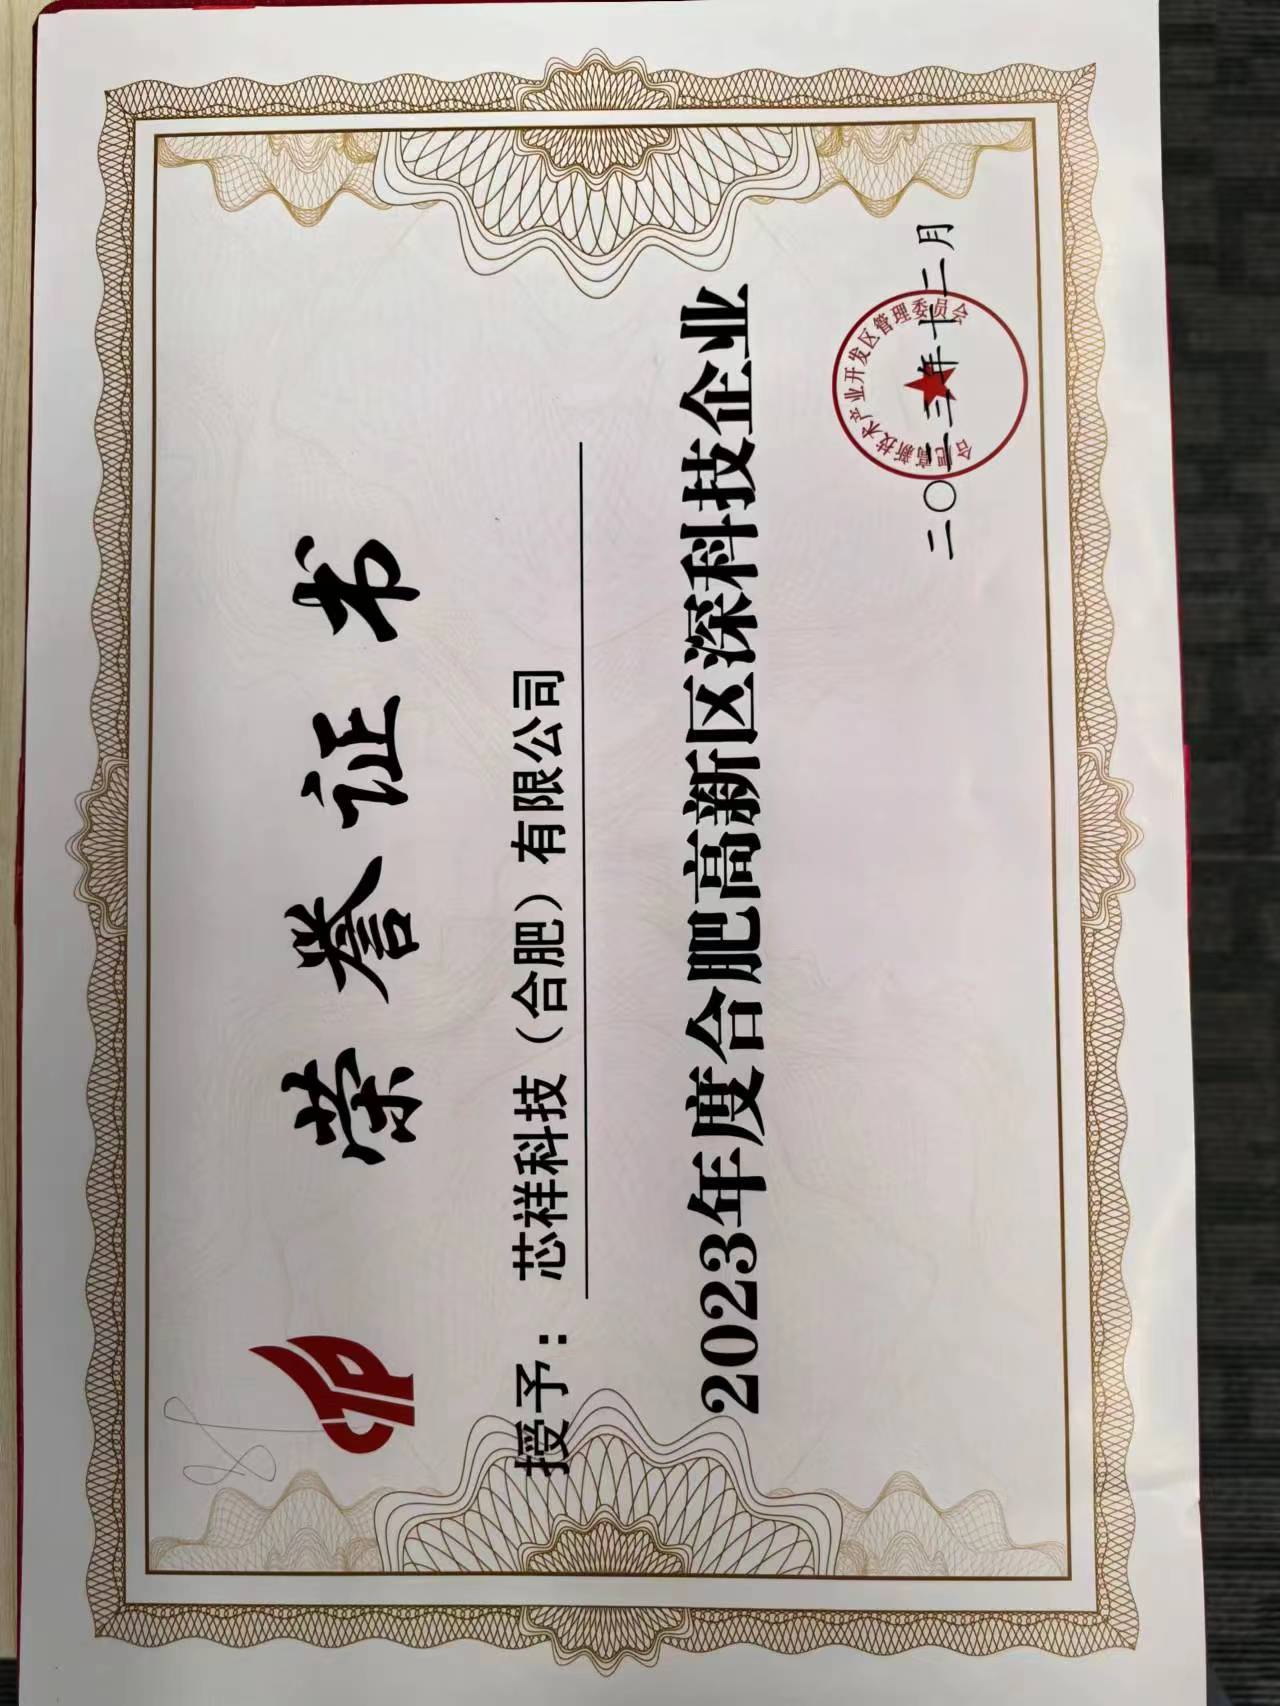 荣誉证书
授予：芯祥科技（合肥）有限公司
2023年度合肥高新区深科技企业
合肥高新技术产业开发区管理委员会
二〇二三年十二月